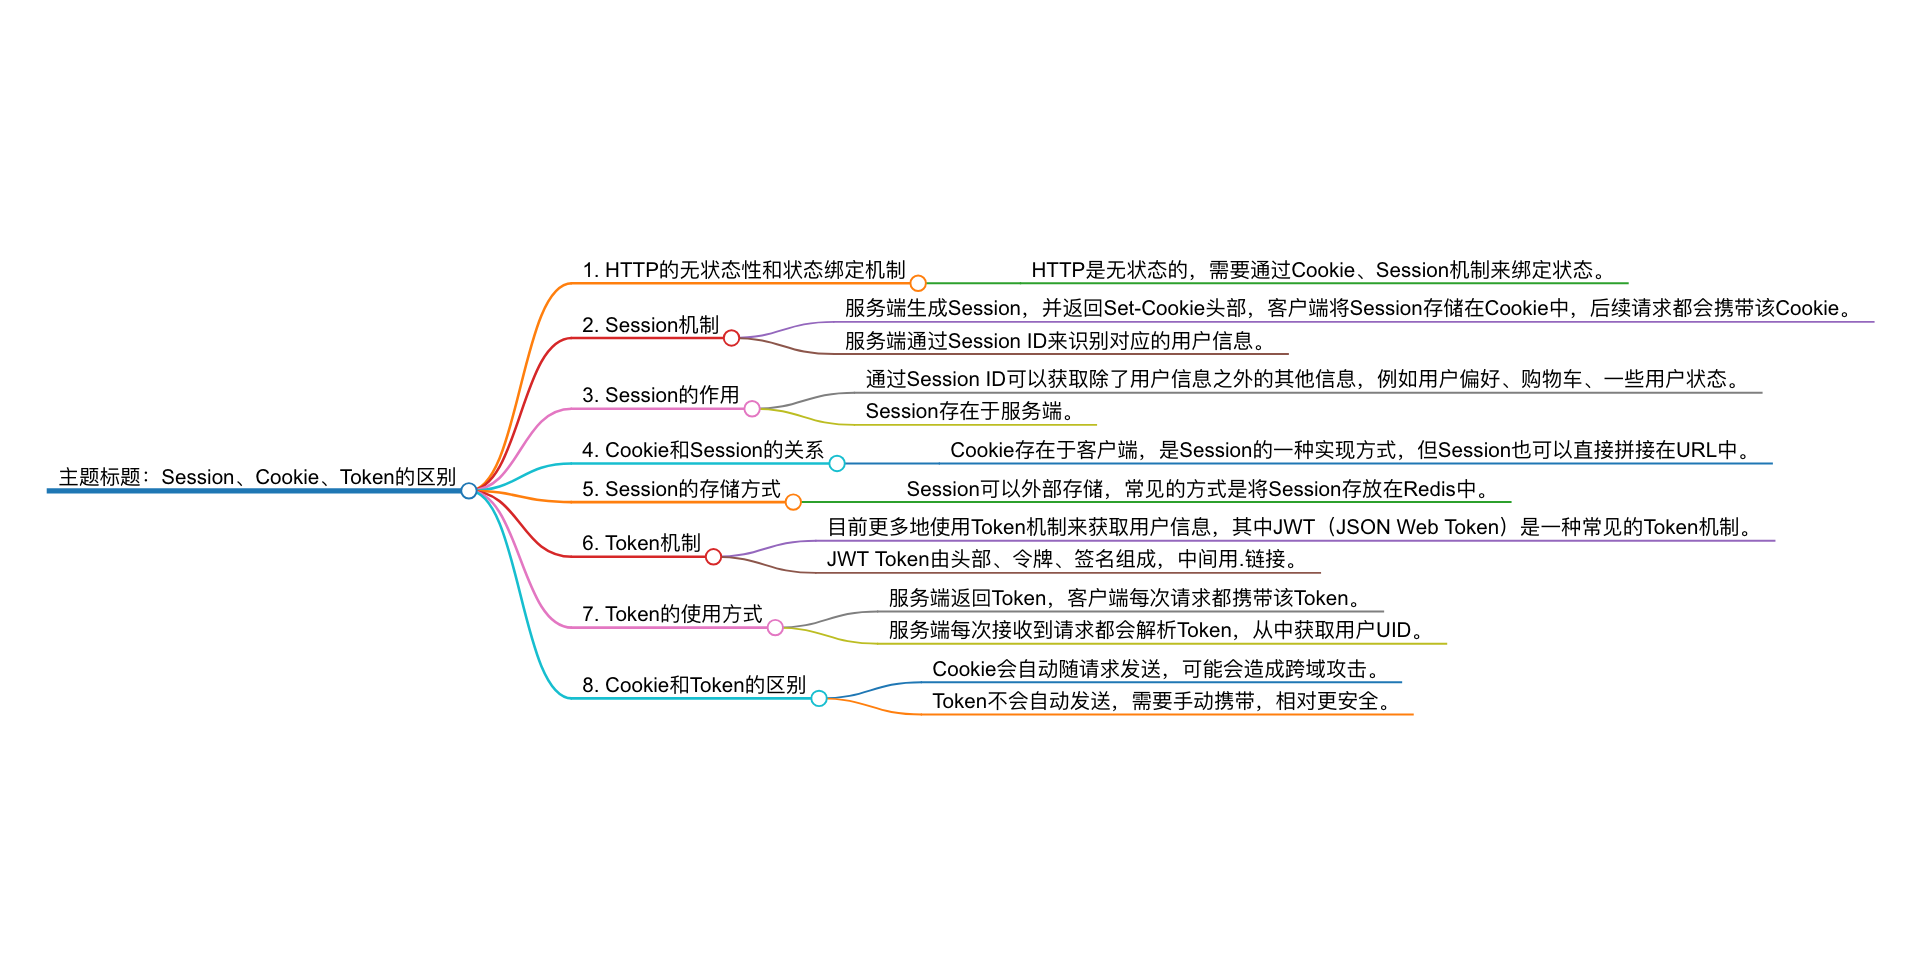 主题标题：Session、Cookie、Token的区别
1. HTTP的无状态性和状态绑定机制
HTTP是无状态的，需要通过Cookie、Session机制来绑定状态。
2. Session机制
服务端生成Session，并返回Set-Cookie头部，客户端将Session存储在Cookie中，后续请求都会携带该Cookie。
服务端通过Session ID来识别对应的用户信息。
3. Session的作用
通过Session ID可以获取除了用户信息之外的其他信息，例如用户偏好、购物车、一些用户状态。
Session存在于服务端。
4. Cookie和Session的关系
Cookie存在于客户端，是Session的一种实现方式，但Session也可以直接拼接在URL中。
5. Session的存储方式
Session可以外部存储，常见的方式是将Session存放在Redis中。
6. Token机制
目前更多地使用Token机制来获取用户信息，其中JWT（JSON Web Token）是一种常见的Token机制。
JWT Token由头部、令牌、签名组成，中间用.链接。
7. Token的使用方式
服务端返回Token，客户端每次请求都携带该Token。
服务端每次接收到请求都会解析Token，从中获取用户UID。
8. Cookie和Token的区别
Cookie会自动随请求发送，可能会造成跨域攻击。
Token不会自动发送，需要手动携带，相对更安全。